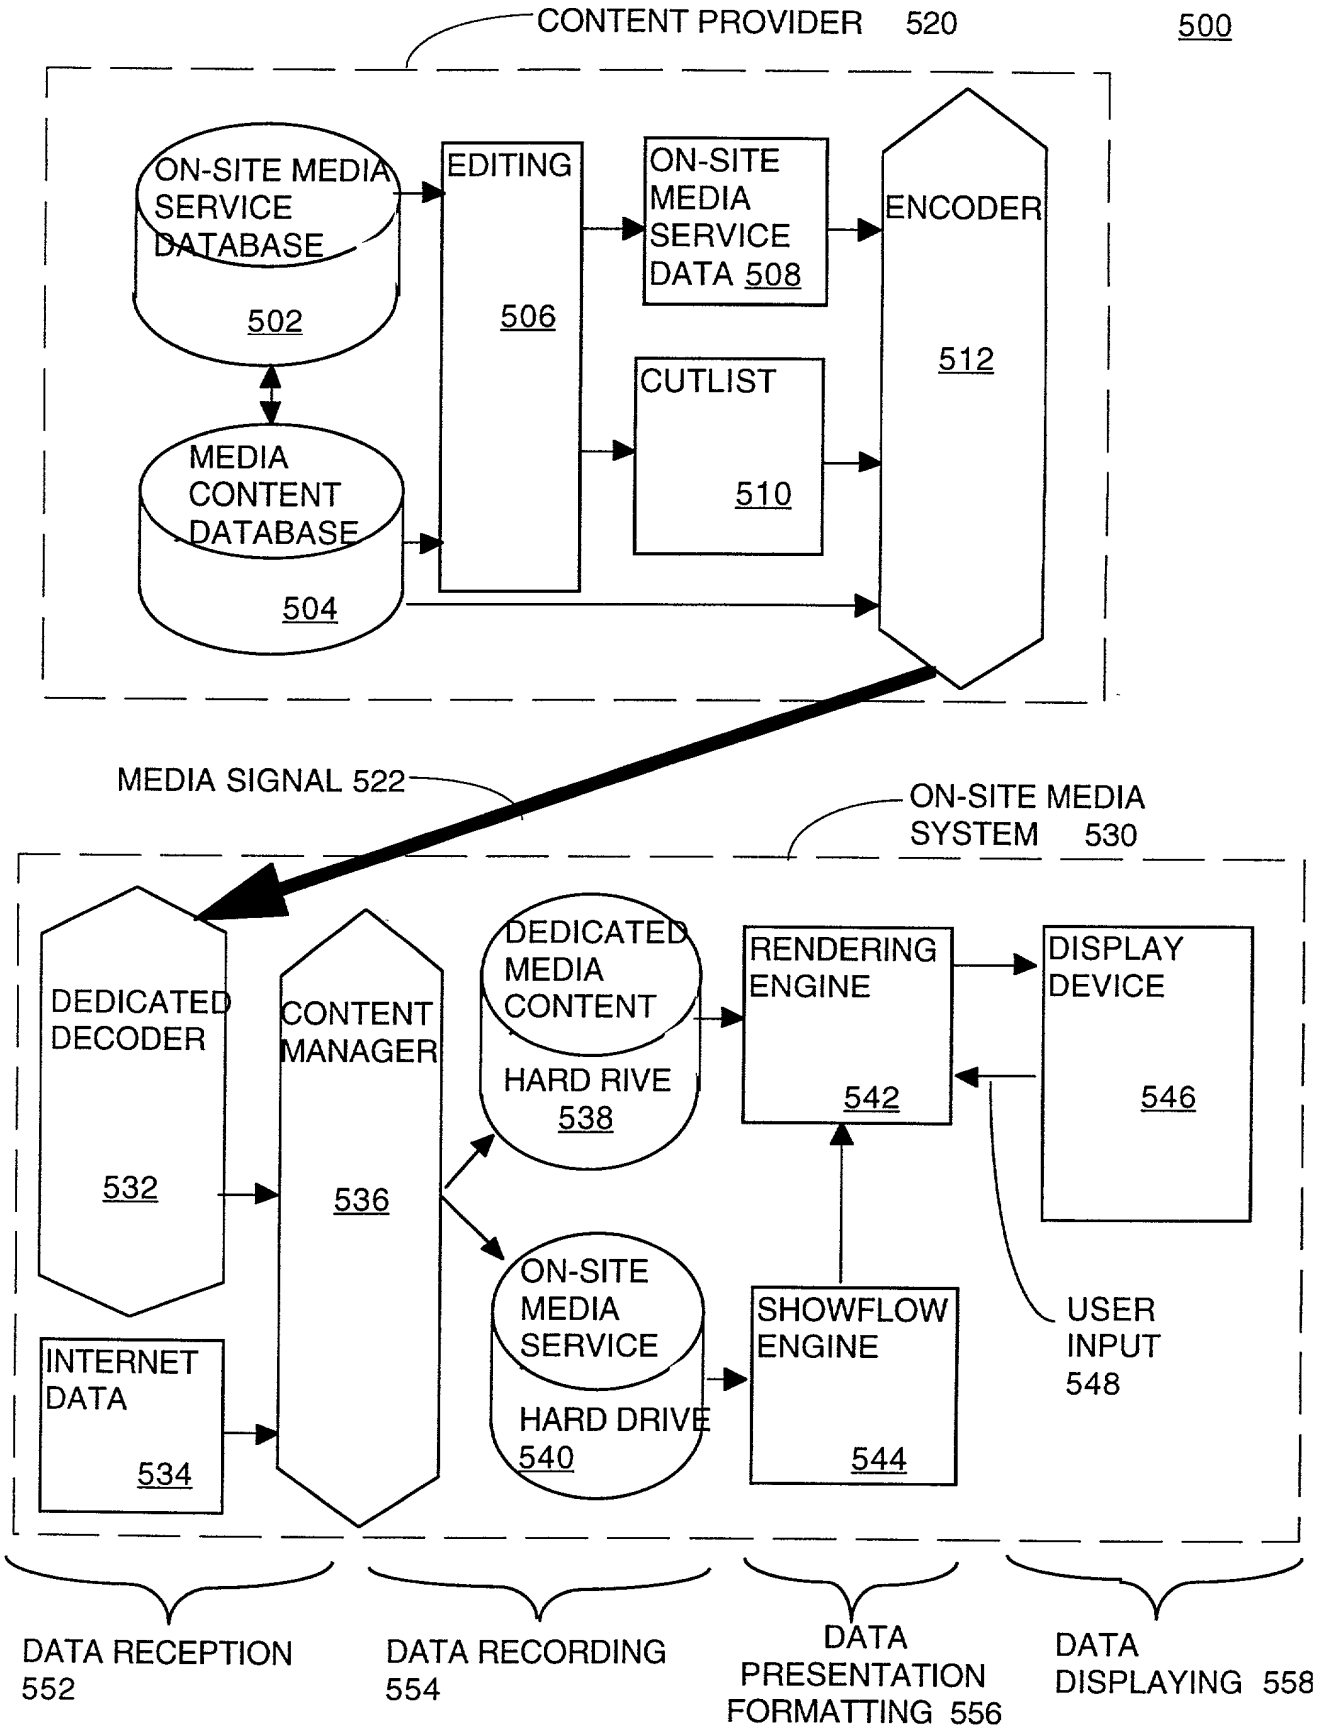 CONTENT PROVIDER 520
500
ON-SITE MEDIA
SERVICE
DATABASE
502
EDITING
506
ON-SITE
MEDIA
SERVICE
DATA 508
ENCODER
512
CUTLIST
510
MEDIA
CONTENT
DATABASE
504
MEDIA SIGNAL 522
ON-SITE MEDIA
SYSTEM 530
DEDICATED
DECODER
532
CONTENT
MANAGER
536
DEDICATED
MEDIA
CONTENT
HARD RIVE
538
RENDERING
ENGINE
542
DISPLAY
DEVICE
546
INTERNET
DATA
534
ON-SITE
MEDIA
SERVICE
HARD DRIVE
540
SHOWFLOW
ENGINE
544
USER
INPUT
548
DATA RECEPTION
552
DATA RECORDING
554
DATA
PRESENTATION
FORMATTING 556
DATA
DISPLAYING 558